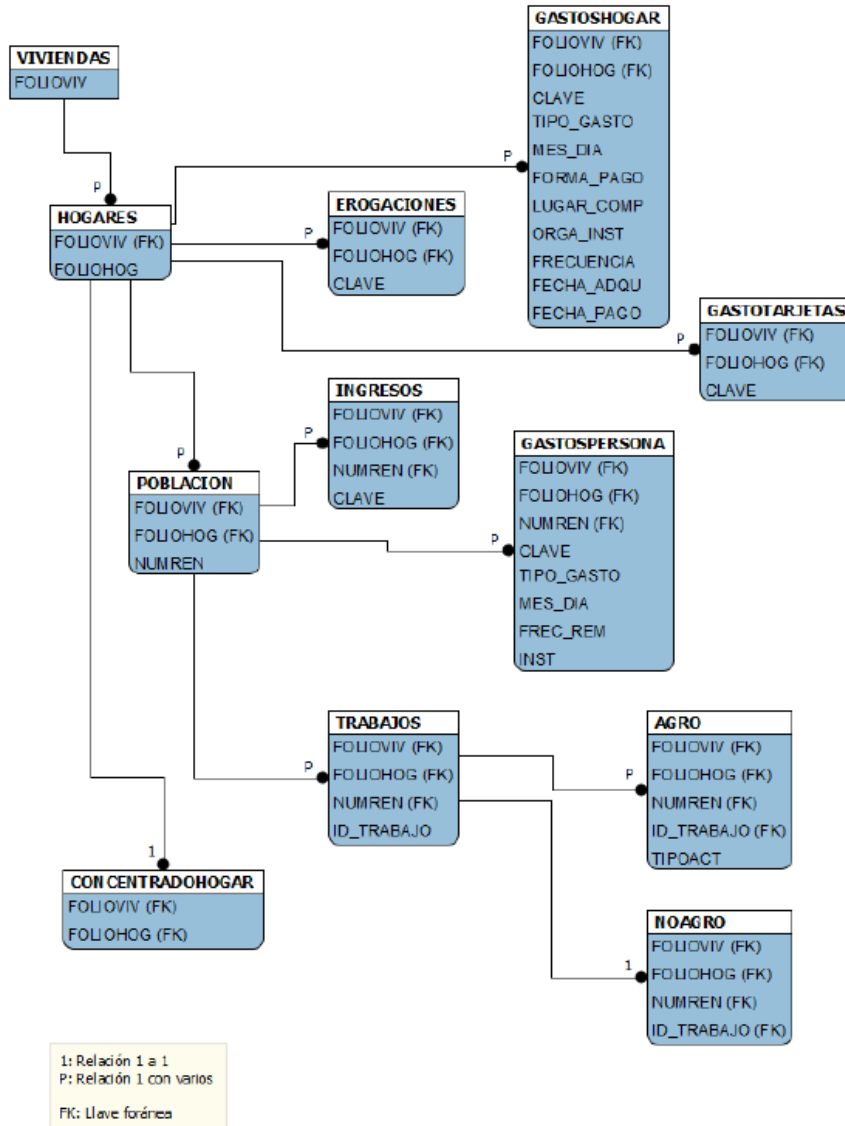 VIVIENDAS
FOLIOVIV
P
HOGARES
FOLIOVIV (FK)
FOLIOHOG
GASTOSHOGAR
FOLIOVIV (FK)
FOLIOHOG (FK)
CLAVE
TIPO_GASTO
MES_DIA
FORMA_PAGO
LUGAR_COMP
ORGA_INST
FRECUENCIA
FECHA_ADQU
FECHA_PAGO
P
EROGACIONES
FOLIOVIV (FK)
FOLIOHOG (FK)
CLAVE
P
GASTOTARJETAS
FOLIOVIV (FK)
FOLIOHOG (FK)
CLAVE
P
P
POBLACION
FOLIOVIV (FK)
FOLIOHOG (FK)
NUMREN
INGRESOS
FOLIOVIV (FK)
FOLIOHOG (FK)
NUMREN (FK)
CLAVE
P
GASTOSPERSONA
FOLIOVIV (FK)
FOLIOHOG (FK)
NUMREN (FK)
CLAVE
TIPO_GASTO
MES_DIA
FREC_REM
INST
P
TRABAJOS
FOLIOVIV (FK)
FOLIOHOG (FK)
NUMREN (FK)
ID_TRABAJO
P
AGRO
FOLIOVIV (FK)
FOLIOHOG (FK)
NUMREN (FK)
ID_TRABAJO (FK)
TIPOACT
P
1
CONCENTRADOHOGAR
FOLIOVIV (FK)
FOLIOHOG (FK)
NOAGRO
FOLIOVIV (FK)
FOLIOHOG (FK)
NUMREN (FK)
ID_TRABAJO (FK)
1
1: Relación 1 a 1
P: Relación 1 con varios
FK: Llave foránea